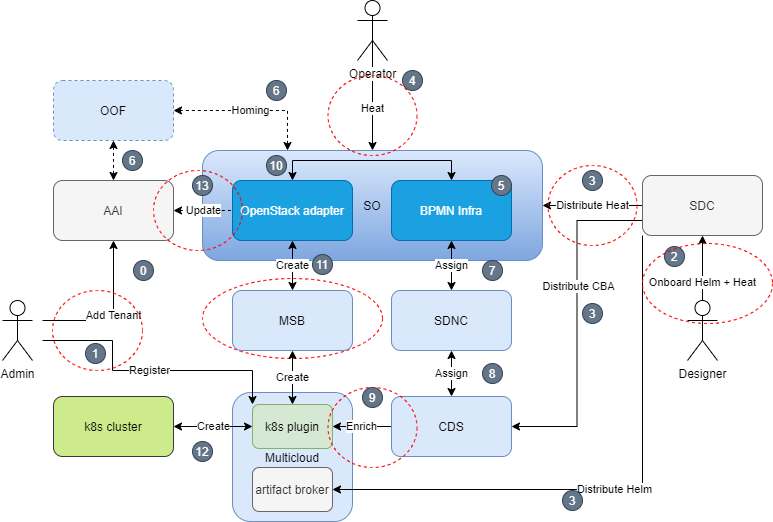 Operator
4
Heat
OOF
6
Homing
6
10
13
3
AAI
Update
OpenStack adapter
SO
5
BPMN Infra
Distribute Heat
SDC
0
Create
11
Assign
7
2
Onboard Helm + Heat
Distribute CBA
3
Add Tenant
MSB
SDNC
1
Admin
Register
Create
Assign
8
Designer
9
k8s cluster
Create
12
k8s plugin
Enrich
CDS
Multicloud
artifact broker
3
Distribute Helm